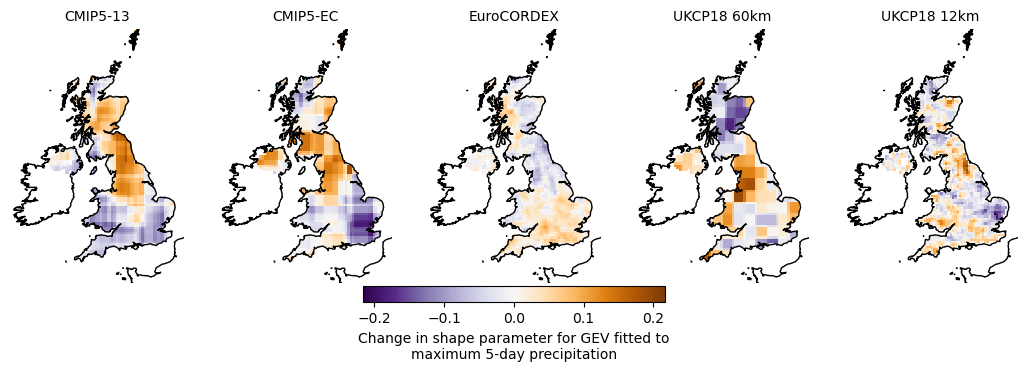 CMIP5-13
CMIP5-EC
EuroCORDEX
UKCP18 60km
UKCP18 12km
−0.2
−0.1
0.0
0.1
0.2
Change in shape parameter for GEV fitted to
maximum 5-day precipitation